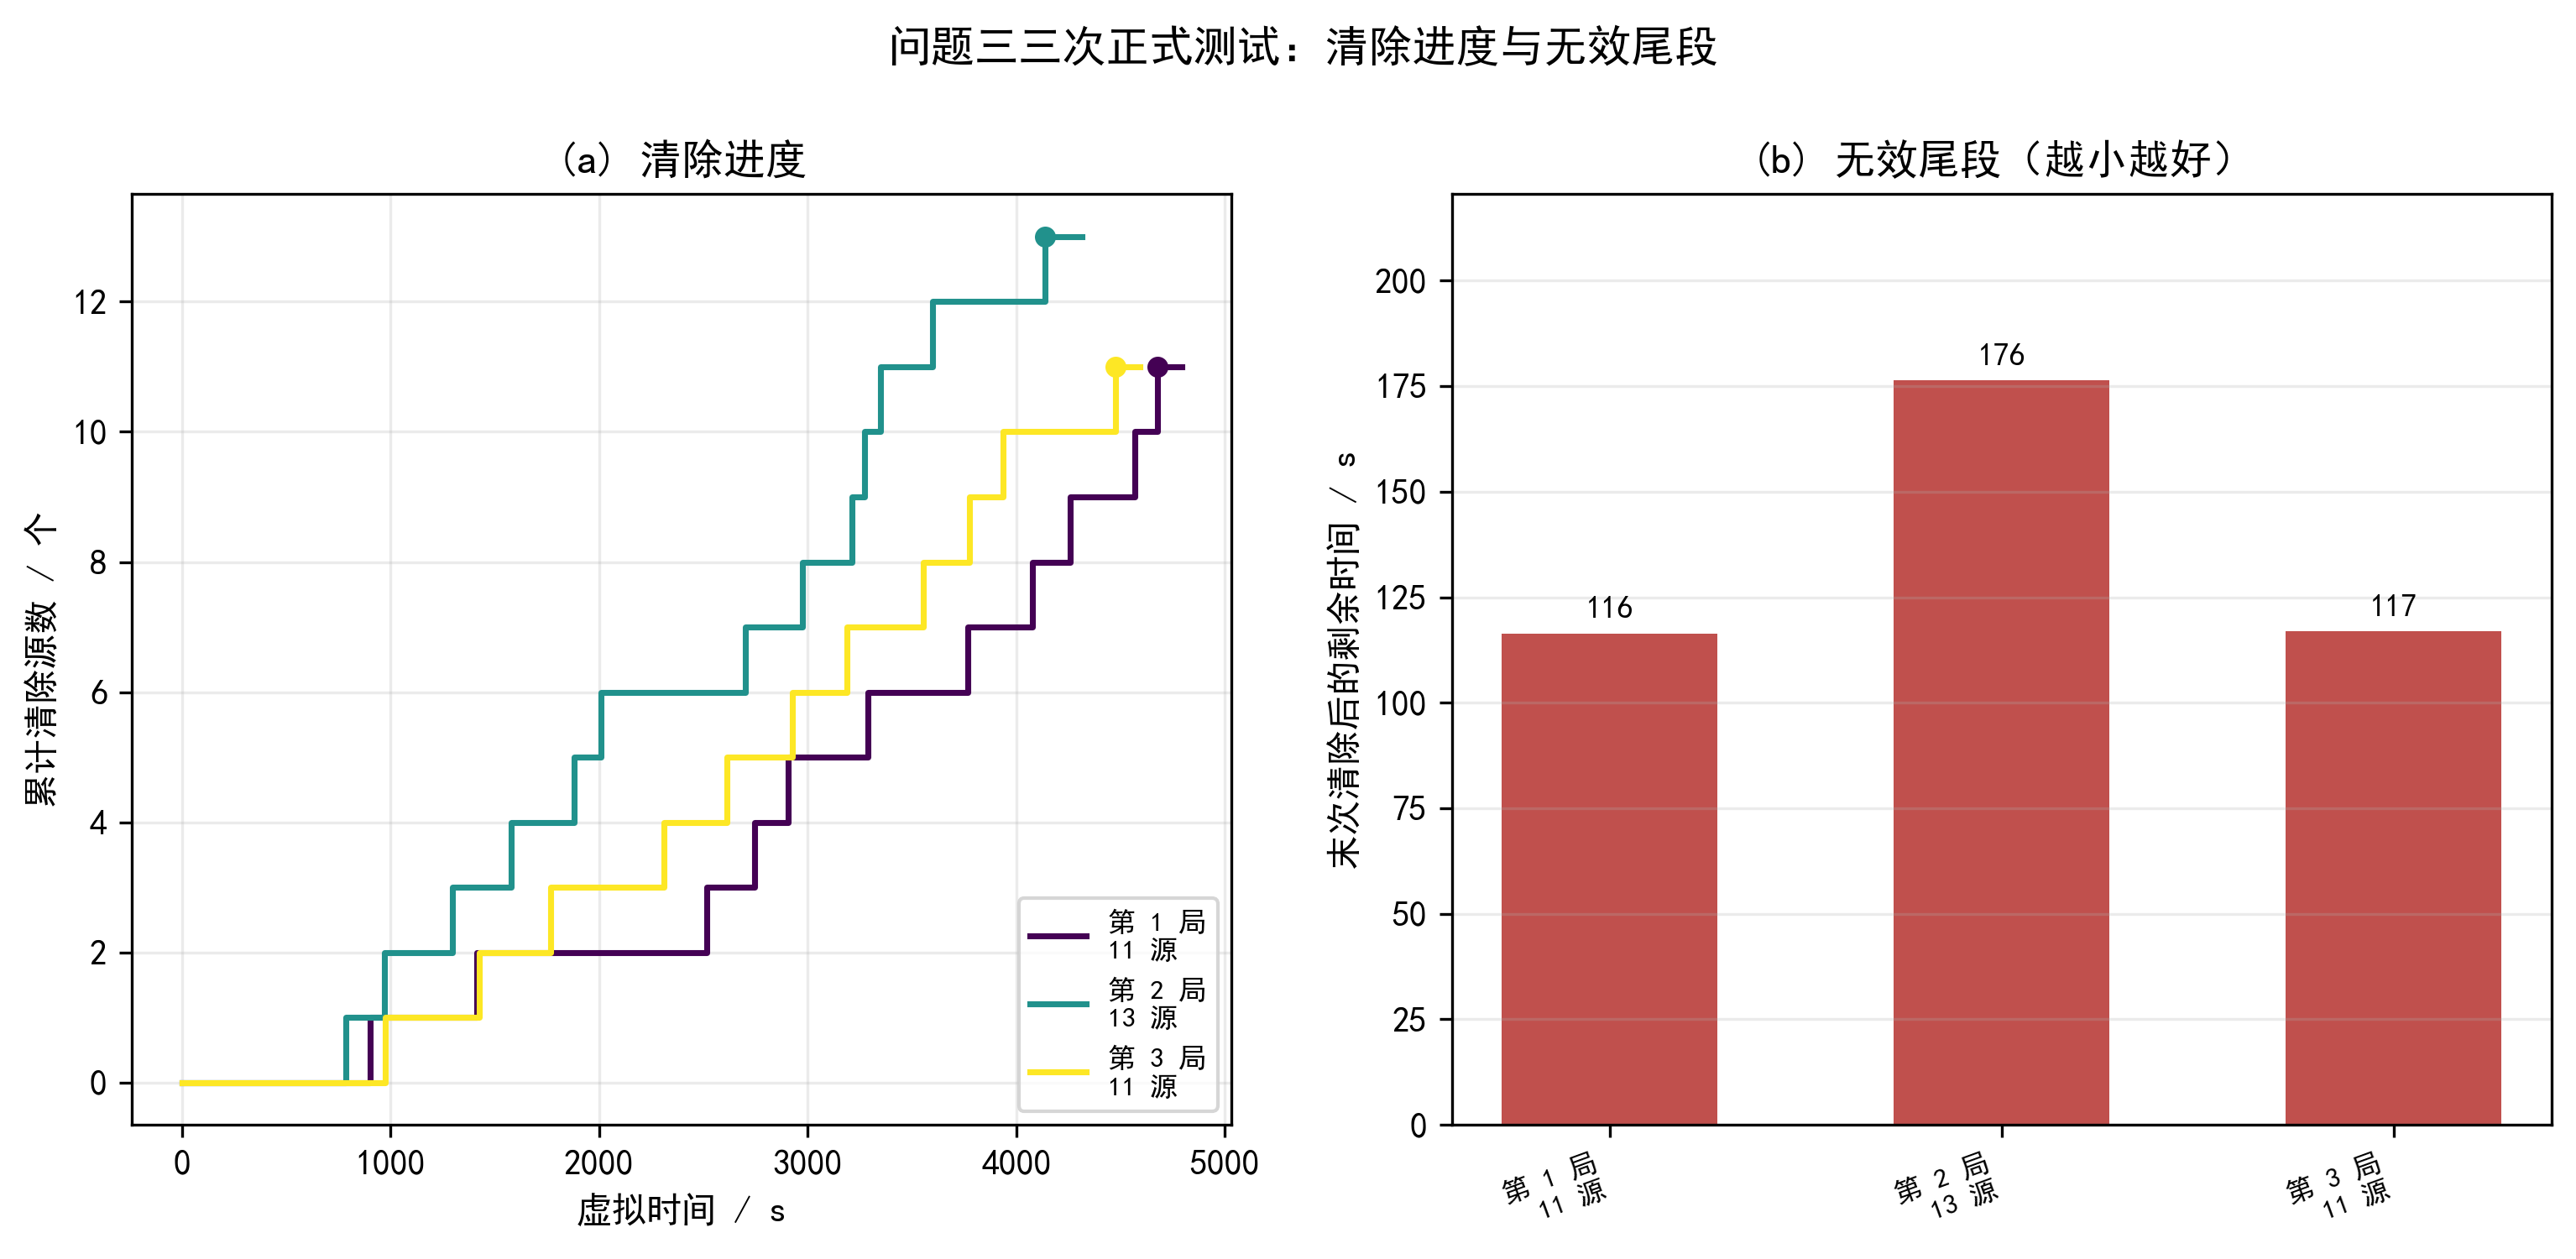 问题三三次正式测试：清除进度与无效尾段
(a) 清除进度
12
10
8
6
4
2
0
累计清除源数 / 个
0 1000 2000 3000 4000 5000
虚拟时间 / s
第 1 局
11 源
第 2 局
13 源
第 3 局
11 源
(b) 无效尾段（越小越好）
200
175
150
125
100
75
50
25
0
末次清除后的剩余时间 / s
116
176
117
第 1 局
11 源
第 2 局
13 源
第 3 局
11 源